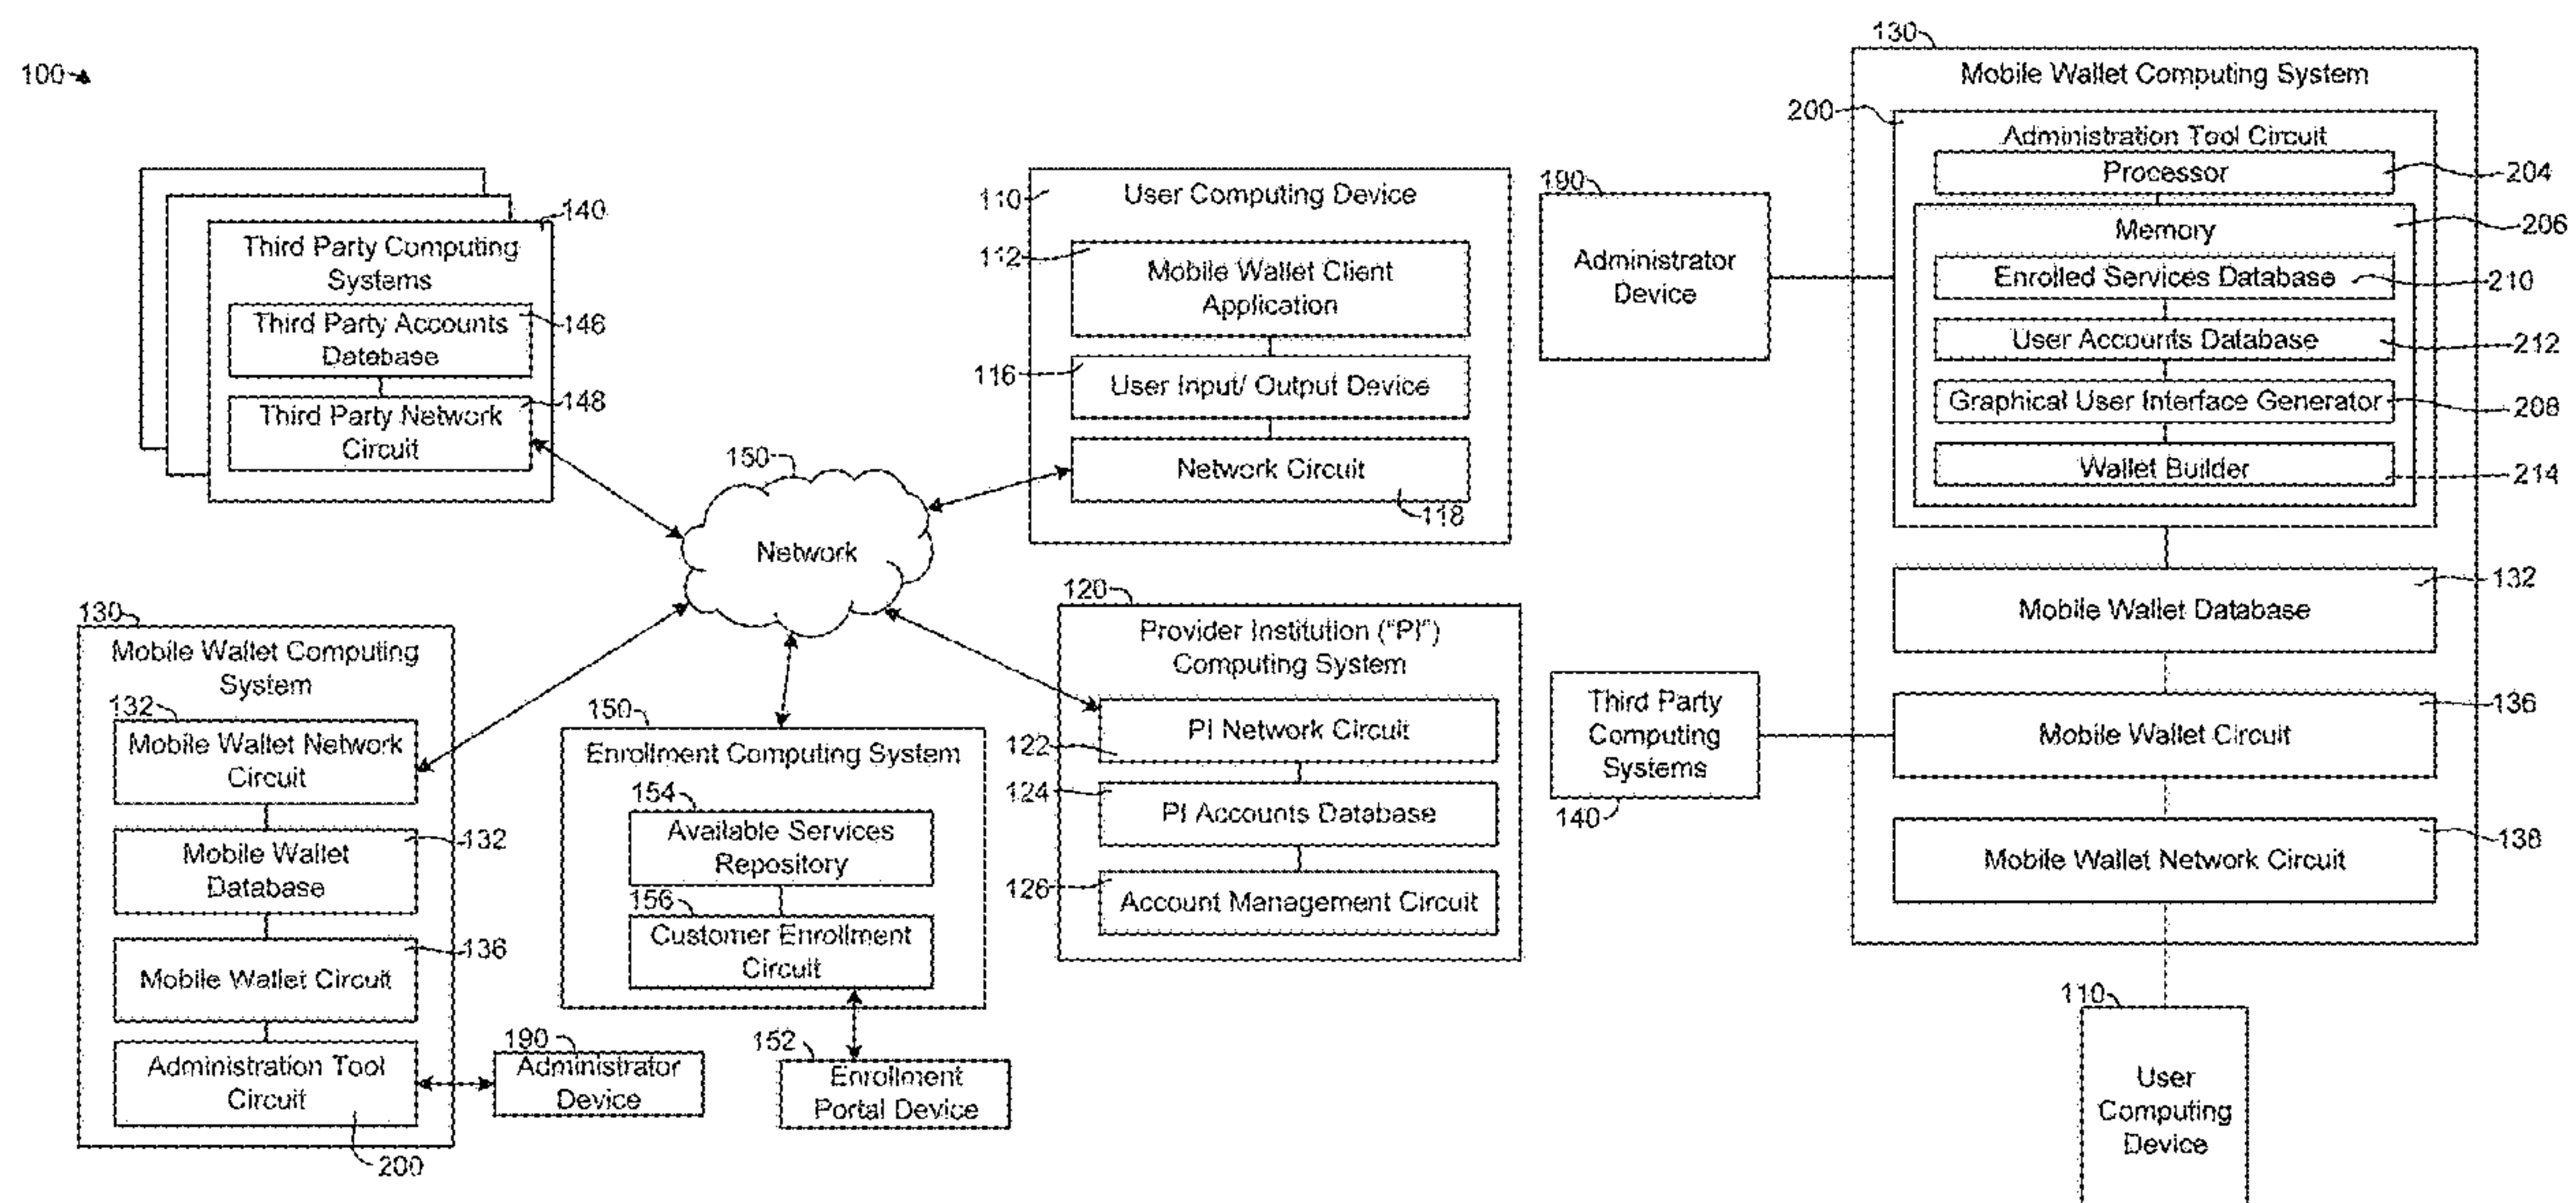 100
140
Third Party Computing
Systems
Third Party Accounts
Database
146
Third Party Network
Circuit
148
150
Network
110
User Computing Device
112
Mobile Wallet Client
Application
116
User Input/ Output Device
Network Circuit
118
130
Mobile Wallet Computing
System
132
Mobile Wallet Network
Circuit
Mobile Wallet
Database
132
Mobile Wallet Circuit
136
Administration Tool
Circuit
200
190
Administrator
Device
150
Enrollment Computing System
154
Available Services
Repository
156
Customer Enrollment
Circuit
152
Enrollment
Portal Device
120
Provider Institution ("PI")
Computing System
PI Network Circuit
122
124
PI Accounts Database
126
Account Management Circuit
190
Administrator
Device
Third Party
Computing
Systems
140
130
Mobile Wallet Computing System
200
Administration Tool Circuit
Processor
204
Memory
206
Enrolled Services Database
210
User Accounts Database
212
Graphical User Interface Generator
208
Wallet Builder
214
Mobile Wallet Database
132
Mobile Wallet Circuit
136
Mobile Wallet Network Circuit
138
110
User
Computing
Device